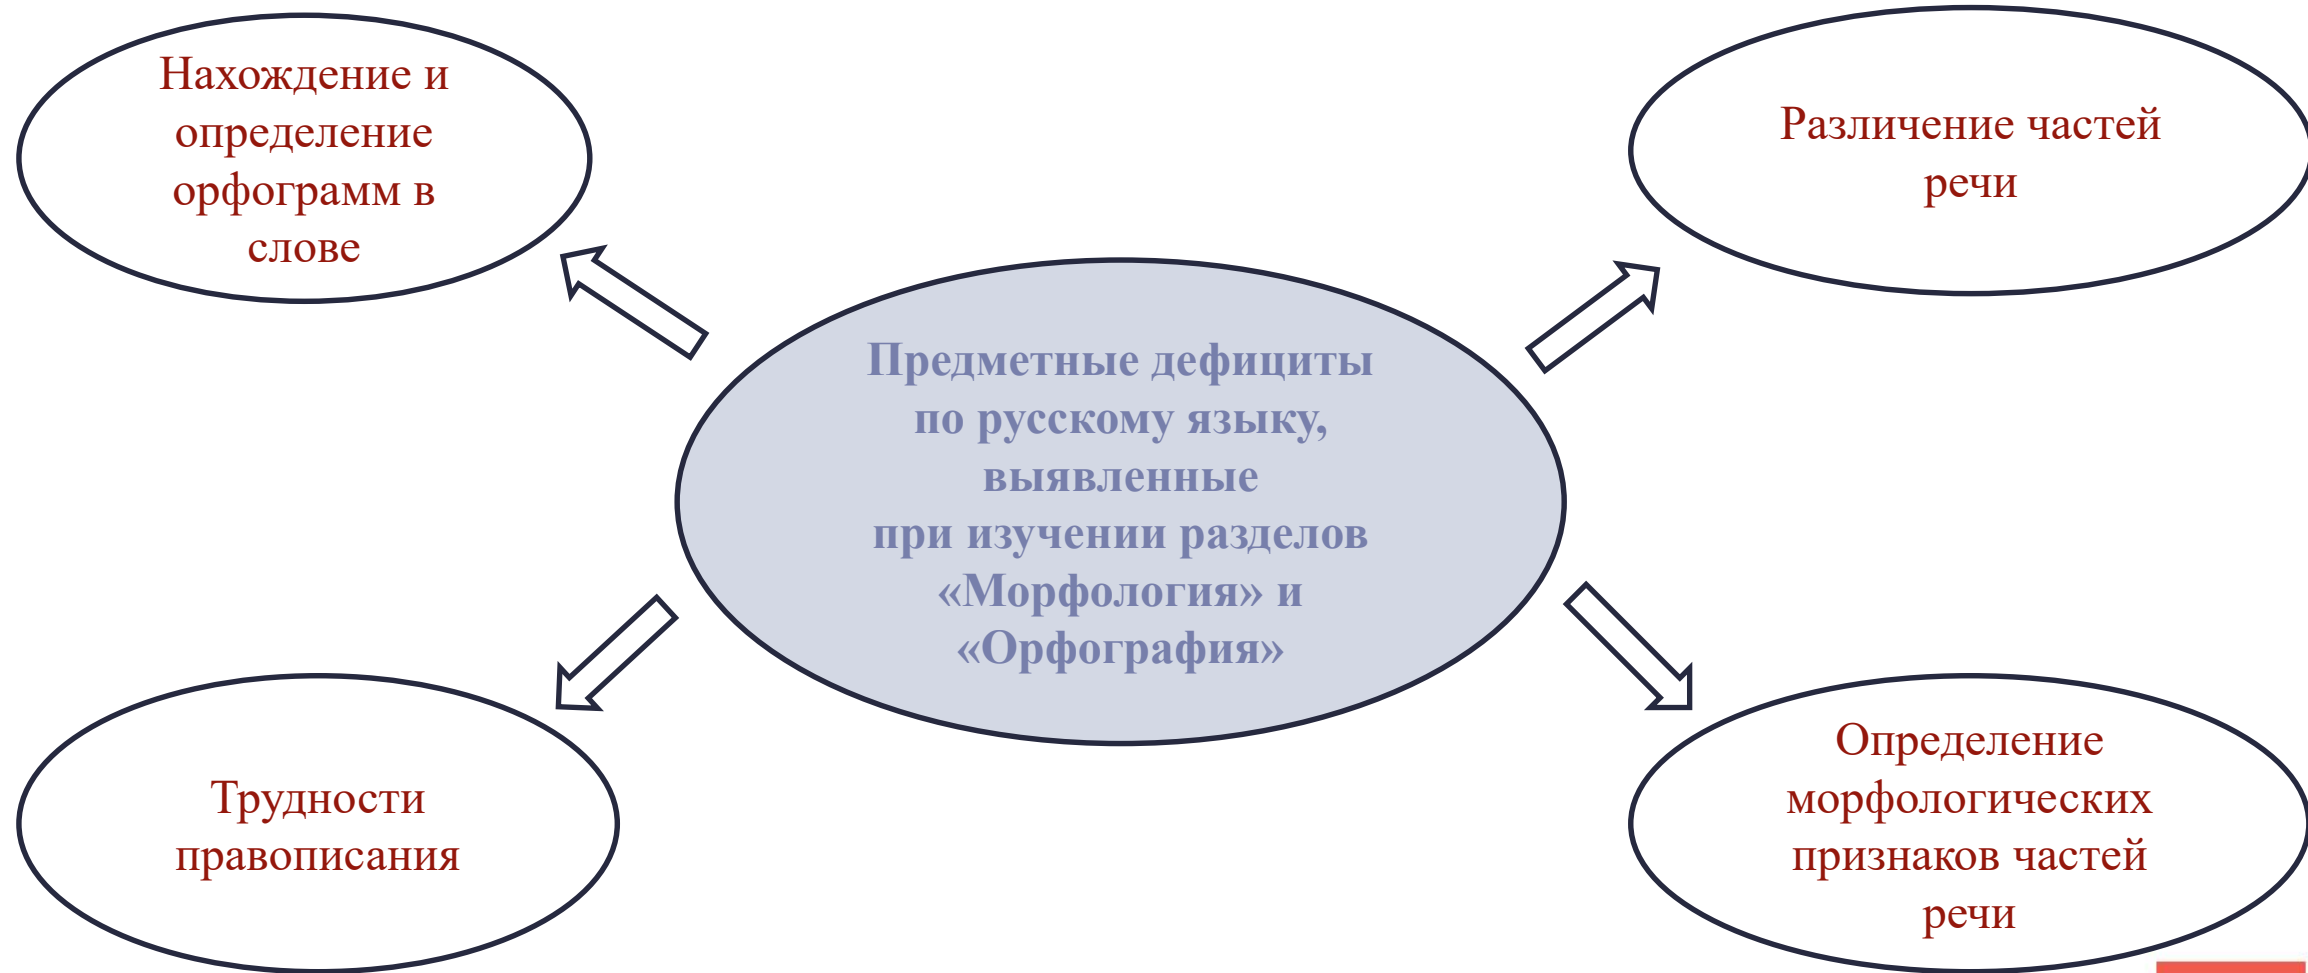 Нахождение и
определение
орфограмм в
слове
Различение частей
речи
Предметные дефициты
по русскому языку,
выявленные
при изучении разделов
«Морфология» и
«Орфография»
Трудности
правописания
Определение
морфологических
признаков частей
речи